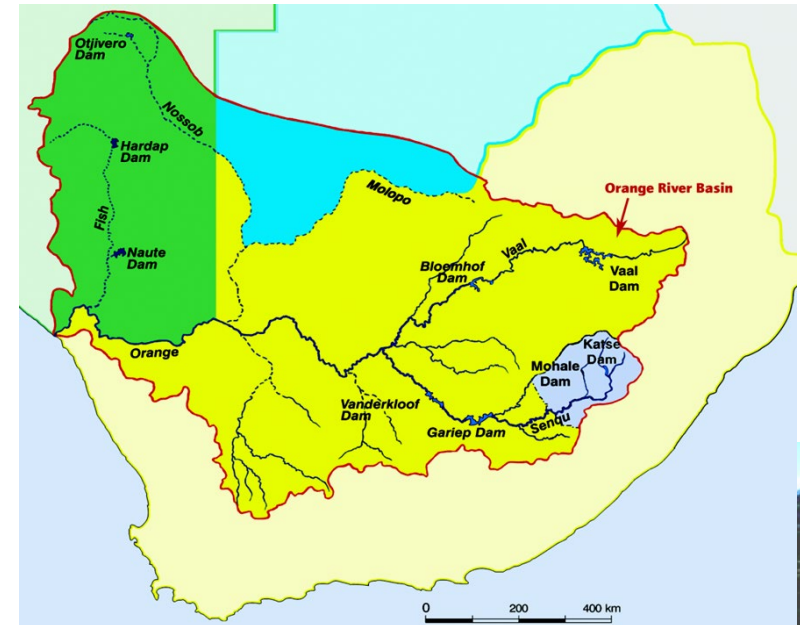 Otjivero
Dam
Nossob
Hardap
Dam
Fish
Naute
Dam
Molopo
Orange River Basin
Vaal
Bloemhof
Dam
Vaal
Dam
Orange
Katse
Dam
Mohale
Dam
Vanderkloof
Dam
Gariep Dam
Senqu
0 200 400 km